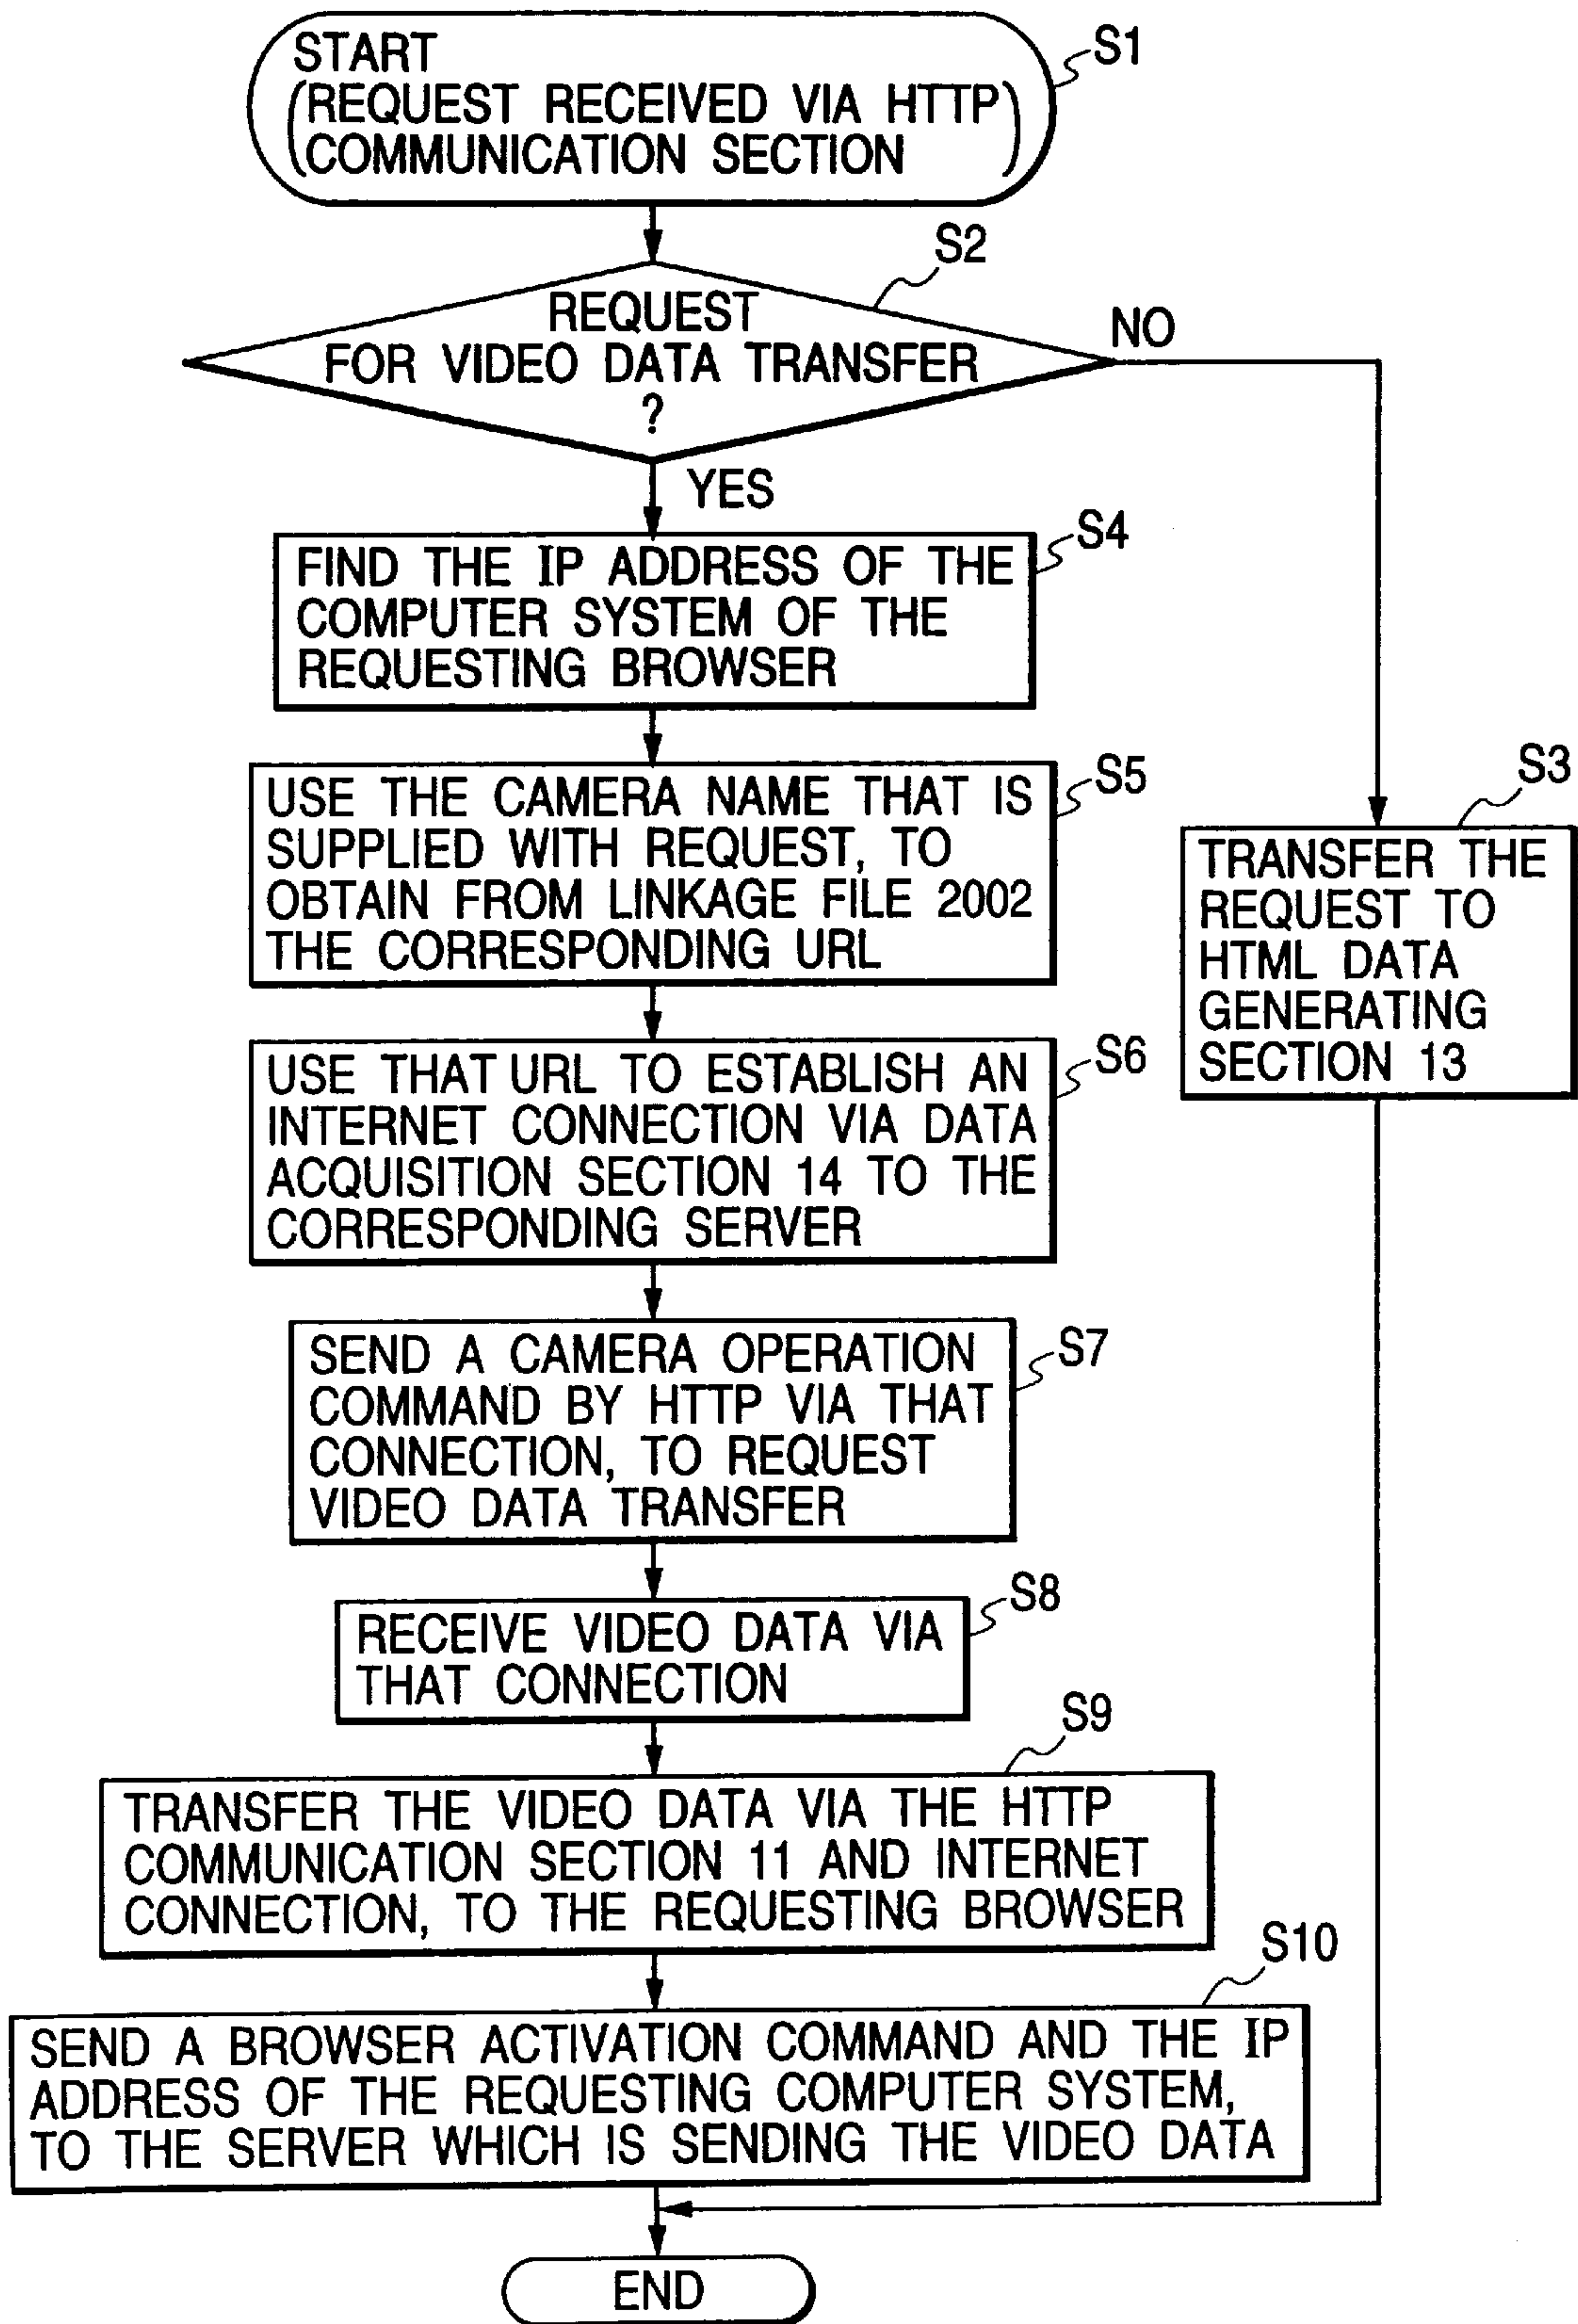 START
(REQUEST RECEIVED VIA HTTP
COMMUNICATION SECTION)
S1
S2
REQUEST
FOR VIDEO DATA TRANSFER
?
NO
YES
S4
FIND THE IP ADDRESS OF THE
COMPUTER SYSTEM OF THE
REQUESTING BROWSER
S5
USE THE CAMERA NAME THAT IS
SUPPLIED WITH REQUEST, TO
OBTAIN FROM LINKAGE FILE 2002
THE CORRESPONDING URL
S3
TRANSFER THE
REQUEST TO
HTML DATA
GENERATING
SECTION 13
S6
USE THAT URL TO ESTABLISH AN
INTERNET CONNECTION VIA DATA
ACQUISITION SECTION 14 TO THE
CORRESPONDING SERVER
S7
SEND A CAMERA OPERATION
COMMAND BY HTTP VIA THAT
CONNECTION, TO REQUEST
VIDEO DATA TRANSFER
S8
RECEIVE VIDEO DATA VIA
THAT CONNECTION
S9
TRANSFER THE VIDEO DATA VIA THE HTTP
COMMUNICATION SECTION 11 AND INTERNET
CONNECTION, TO THE REQUESTING BROWSER
S10
SEND A BROWSER ACTIVATION COMMAND AND THE IP
ADDRESS OF THE REQUESTING COMPUTER SYSTEM,
TO THE SERVER WHICH IS SENDING THE VIDEO DATA
END